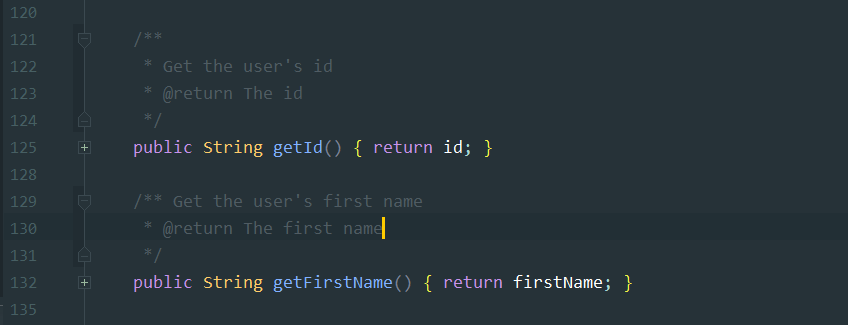 120
121 /**
122 * Get the user's id
123 * @return The id
124 */
125 public String getId() { return id; }
128
129 /** Get the user's first name
130 * @return The first name
131 */
132 public String getFirstName() { return firstName; }
135